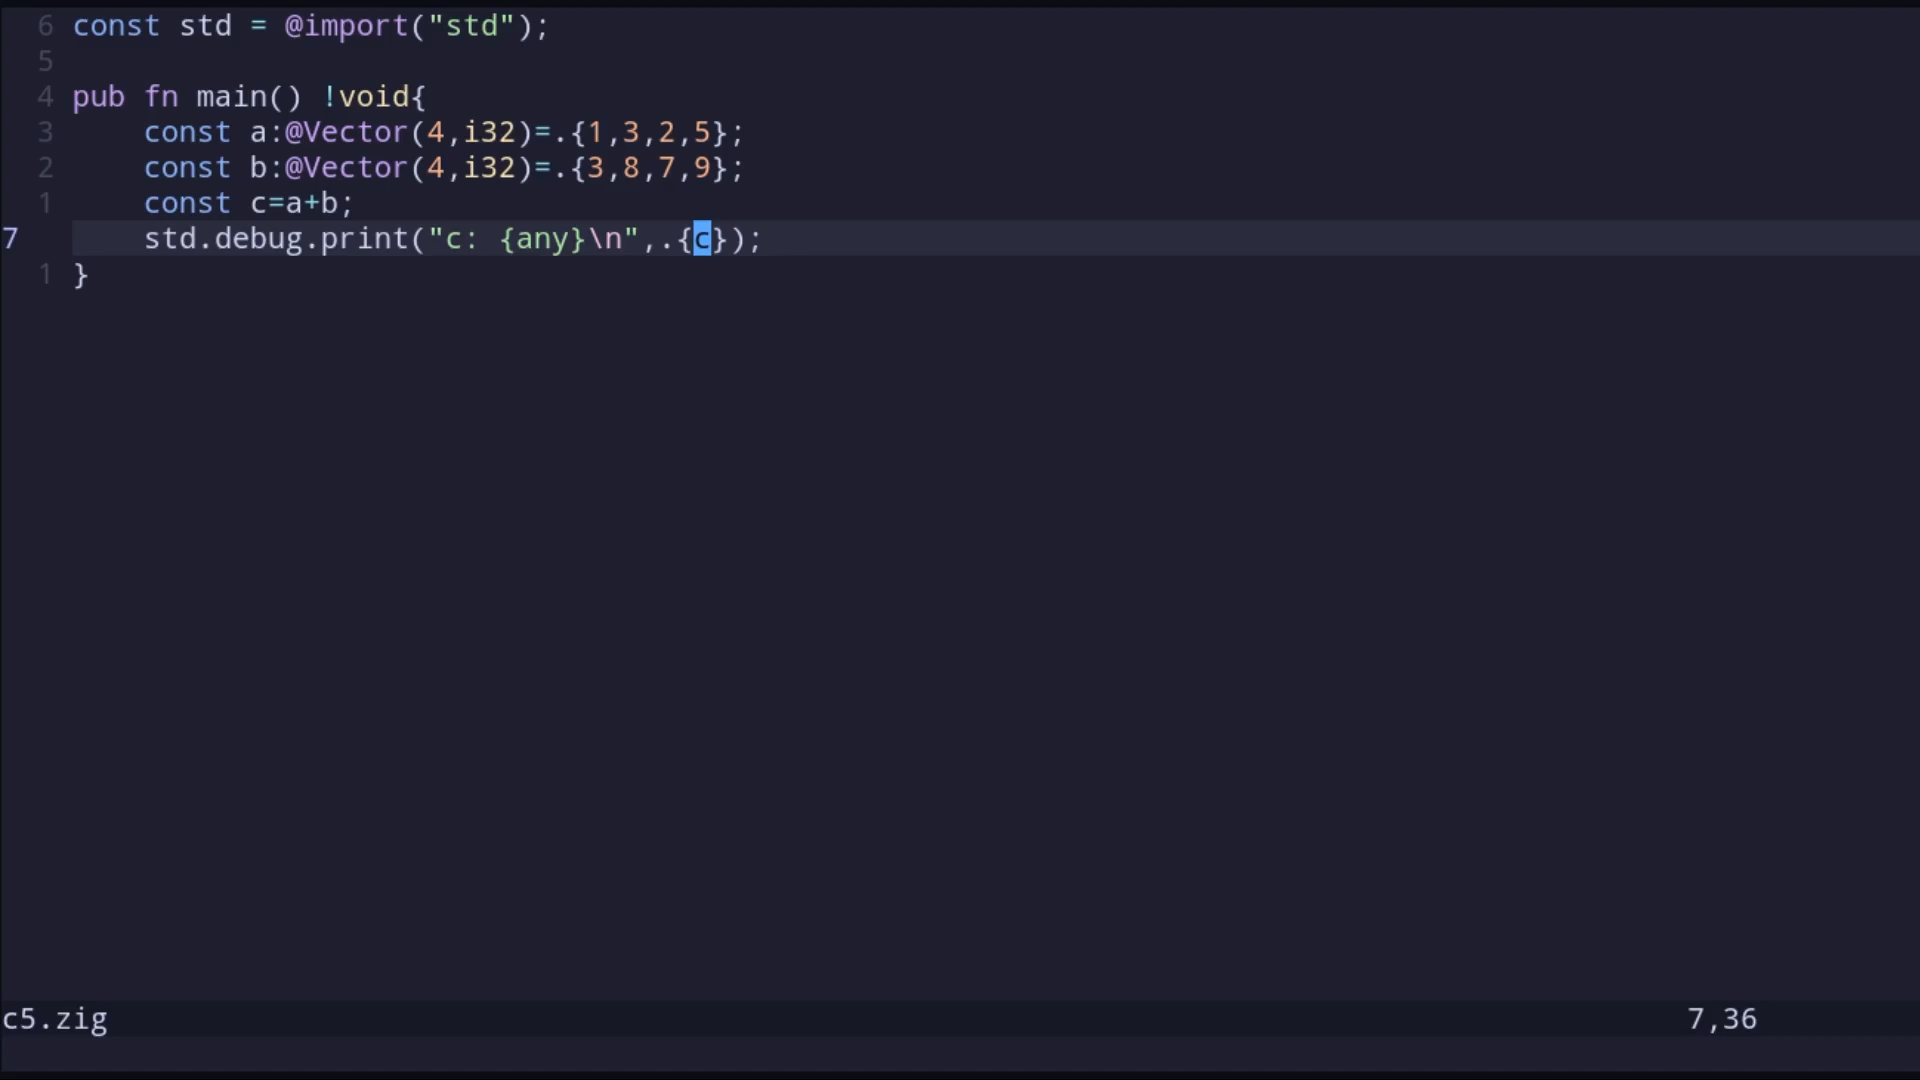 6 const std = @import("std");
5
4 pub fn main() !void{
3     const a:@Vector(4,i32)=.{1,3,2,5};
2     const b:@Vector(4,i32)=.{3,8,7,9};
1     const c=a+b;
7     std.debug.print("c: {any}\n",.{c});
1 }
c5.zig 7,36